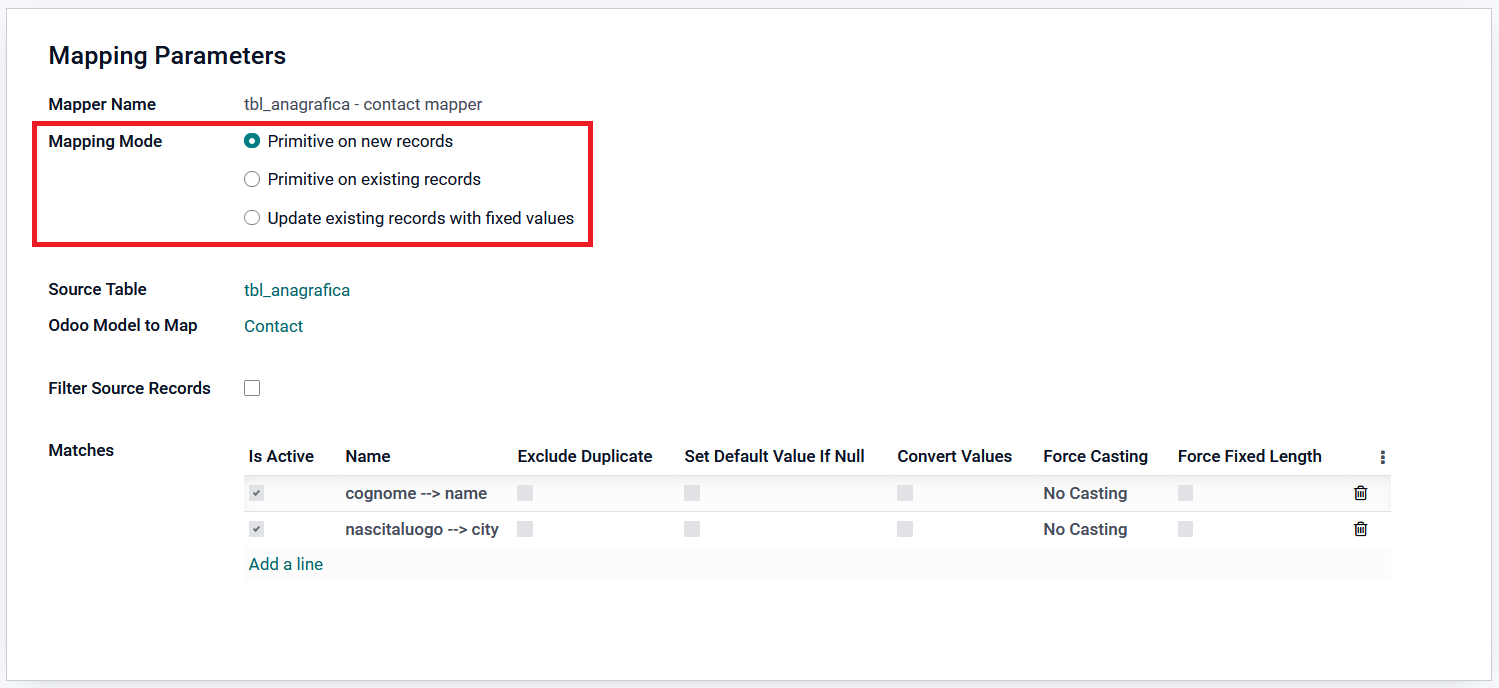 Mapping Parameters
Mapper Name tbl_anagrafica - contact mapper
Mapping Mode Primitive on new records
Primitive on existing records
Update existing records with fixed values
Source Table tbl_anagrafica
Odoo Model to Map Contact
Filter Source Records
Matches Is Active Name Exclude Duplicate Set Default Value If Null Convert Values Force Casting Force Fixed Length
cognome --> name No Casting
nascitaluogo --> city No Casting
Add a line